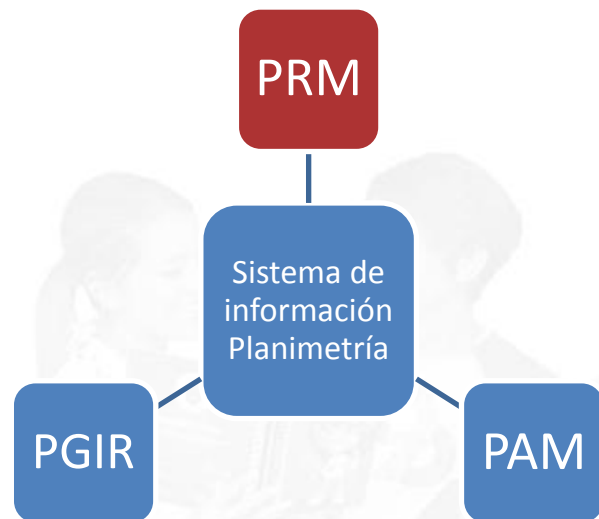 PRM
Sistema de
información
Planimetría
PGIR
PAM